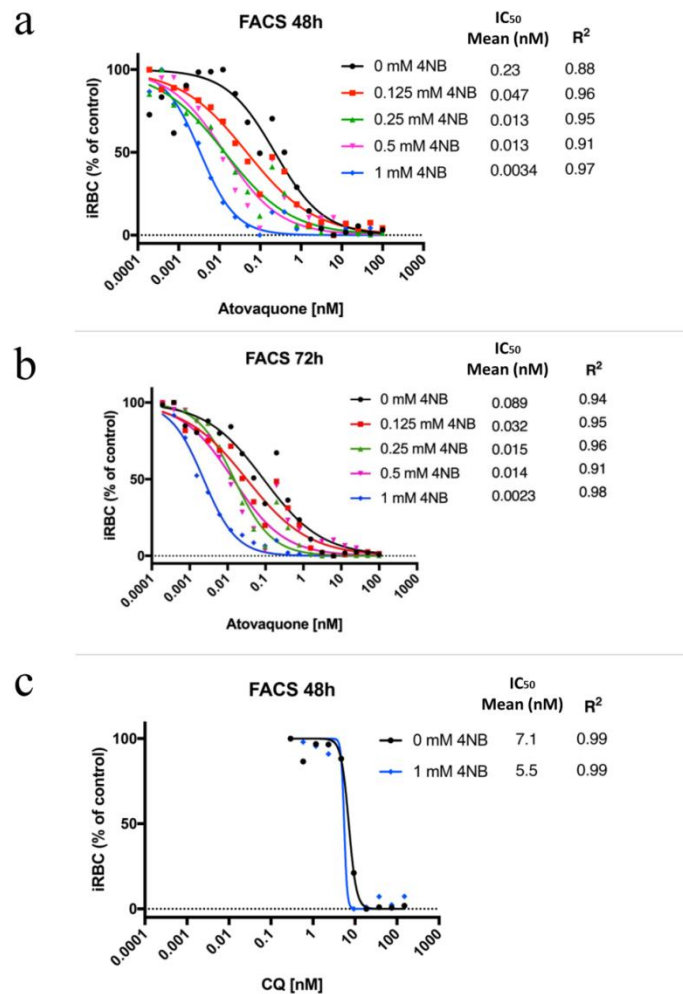 a
FACS 48h
IC50
Mean (nM) R2
0 mM 4NB 0.23 0.88
0.125 mM 4NB 0.047 0.96
0.25 mM 4NB 0.013 0.95
0.5 mM 4NB 0.013 0.91
1 mM 4NB 0.0034 0.97
iRBC (% of control)
100
50
0
0.0001 0.001 0.01 0.1 1 10 100 1000
Atovaquone [nM]
b
FACS 72h
IC50
Mean (nM) R2
0 mM 4NB 0.089 0.94
0.125 mM 4NB 0.032 0.95
0.25 mM 4NB 0.015 0.96
0.5 mM 4NB 0.014 0.91
1 mM 4NB 0.0023 0.98
iRBC (% of control)
100
50
0
0.0001 0.001 0.01 0.1 1 10 100 1000
Atovaquone [nM]
c
FACS 48h
IC50
Mean (nM) R2
0 mM 4NB 7.1 0.99
1 mM 4NB 5.5 0.99
iRBC (% of control)
100
50
0
0.0001 0.001 0.01 0.1 1 10 100 1000
CQ [nM]